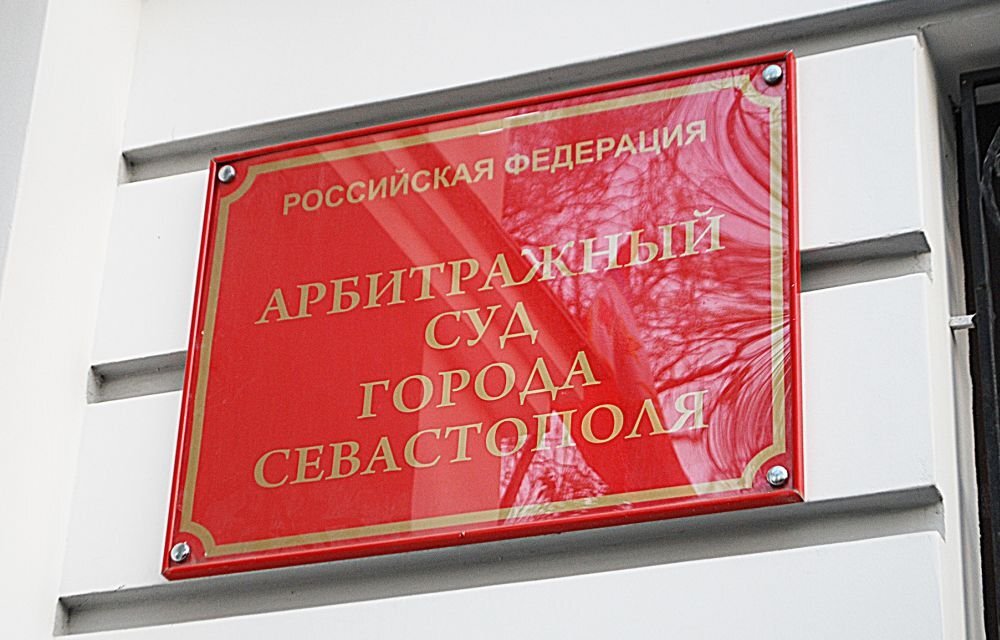 РОССИЙСКАЯ ФЕДЕРАЦИЯ
АРБИТРАЖНЫЙ
СУД
ГОРОДА
СЕВАСТОПОЛЯ